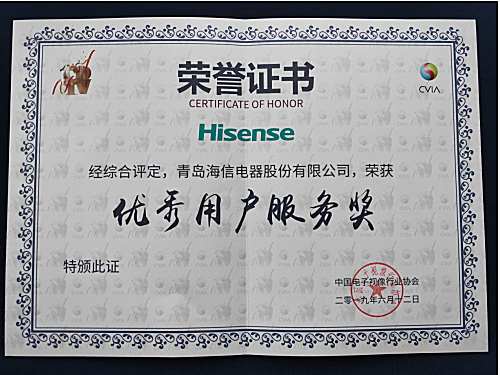 荣誉证书
CERTIFICATE OF HONOR
CVIA
Hisense
经综合评定，青岛海信电器股份有限公司，荣获
优秀用户服务奖
特颁此证
中国电子视像行业协会
二零一九年六月十二日